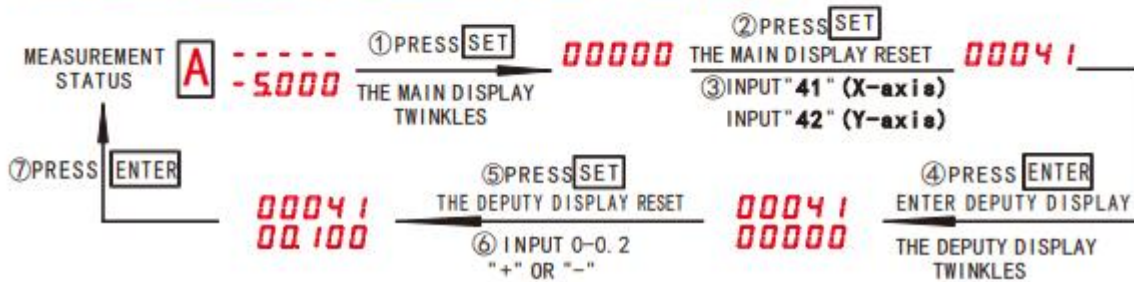 MEASUREMENT
STATUS
A
-----
-5.000
①PRESS SET
THE MAIN DISPLAY
TWINKLES
00000
②PRESS SET
THE MAIN DISPLAY RESET
③INPUT"41" (X-axis)
INPUT"42" (Y-axis)
00041
④PRESS ENTER
ENTER DEPUTY DISPLAY
THE DEPUTY DISPLAY
TWINKLES
00041
00000
⑤PRESS SET
THE DEPUTY DISPLAY RESET
⑥ INPUT 0-0.2
"+" OR "-"
00041
00.100
⑦PRESS ENTER